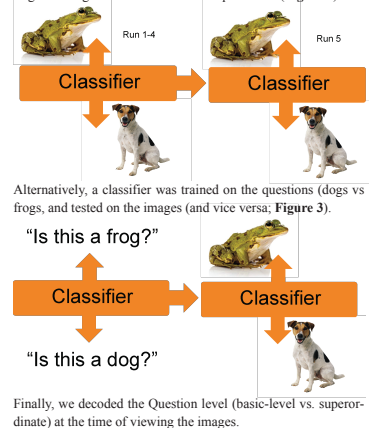 Run 1-4
Run 5
Classifier
Classifier
Alternatively, a classifier was trained on the questions (dogs vs
frogs, and tested on the images (and vice versa; Figure 3).
“Is this a frog?”
Classifier
Classifier
“Is this a dog?”
Finally, we decoded the Question level (basic-level vs. superor-
dinate) at the time of viewing the images.